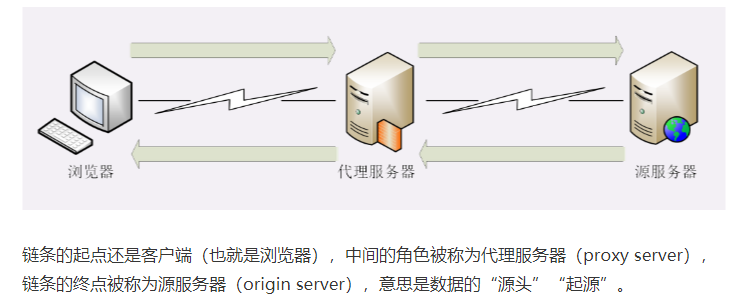 浏览器 代理服务器 源服务器
链条的起点还是客户端（也就是浏览器），中间的角色被称为代理服务器（proxy server），
链条的终点被称为源服务器（origin server），意思是数据的“源头”“起源”。